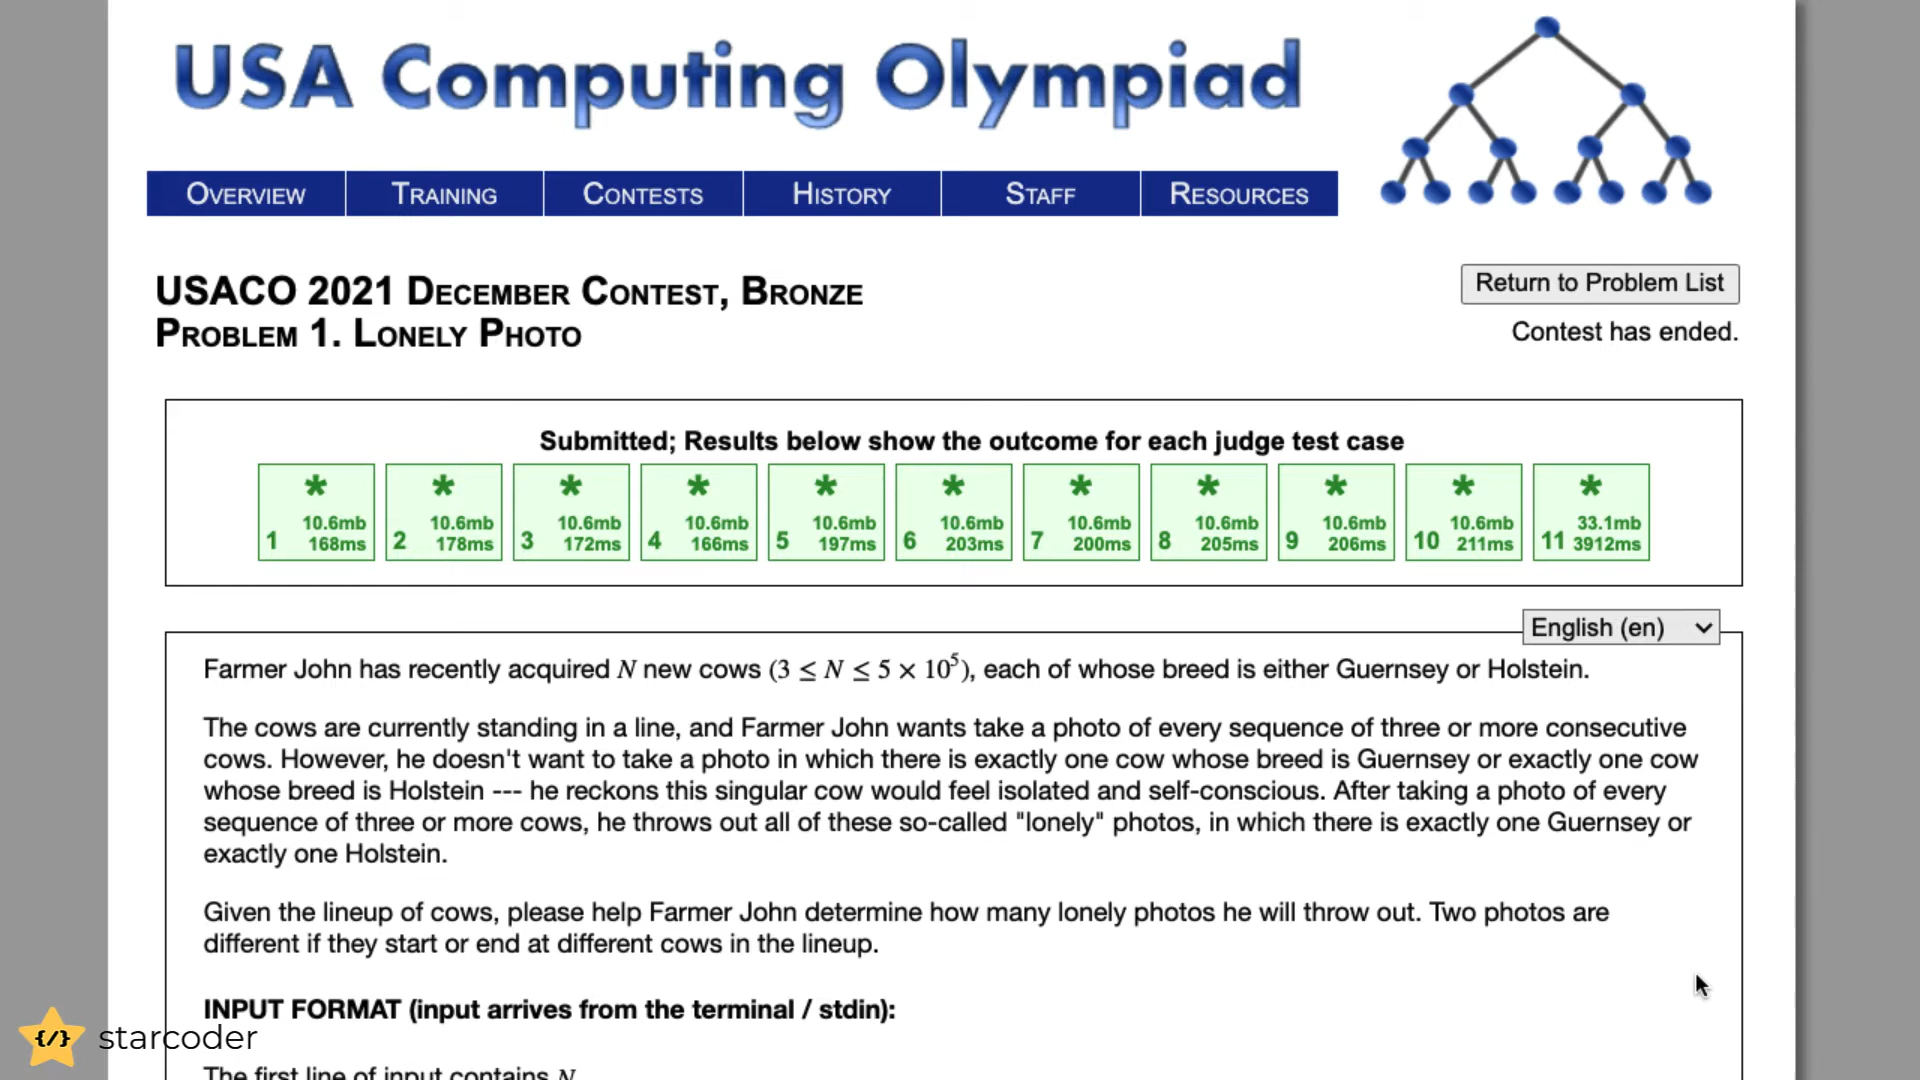 USA Computing Olympiad
OVERVIEW TRAINING CONTESTS HISTORY STAFF RESOURCES
USACO 2021 DECEMBER CONTEST, BRONZE
PROBLEM 1. LONELY PHOTO
Return to Problem List
Contest has ended.
Submitted; Results below show the outcome for each judge test case
* * * * * * * * * * *
10.6mb 10.6mb 10.6mb 10.6mb 10.6mb 10.6mb 10.6mb 10.6mb 10.6mb 10.6mb 33.1mb
1 168ms 2 178ms 3 172ms 4 166ms 5 197ms 6 203ms 7 200ms 8 205ms 9 206ms 10 211ms 11 3912ms
English (en)
Farmer John has recently acquired N new cows (3 ≤ N ≤ 5 × 10⁵), each of whose breed is either Guernsey or Holstein.
The cows are currently standing in a line, and Farmer John wants take a photo of every sequence of three or more consecutive
cows. However, he doesn't want to take a photo in which there is exactly one cow whose breed is Guernsey or exactly one cow
whose breed is Holstein --- he reckons this singular cow would feel isolated and self-conscious. After taking a photo of every
sequence of three or more cows, he throws out all of these so-called "lonely" photos, in which there is exactly one Guernsey or
exactly one Holstein.
Given the lineup of cows, please help Farmer John determine how many lonely photos he will throw out. Two photos are
different if they start or end at different cows in the lineup.
INPUT FORMAT (input arrives from the terminal / stdin):
{/} starcoder
The first line of input contains N